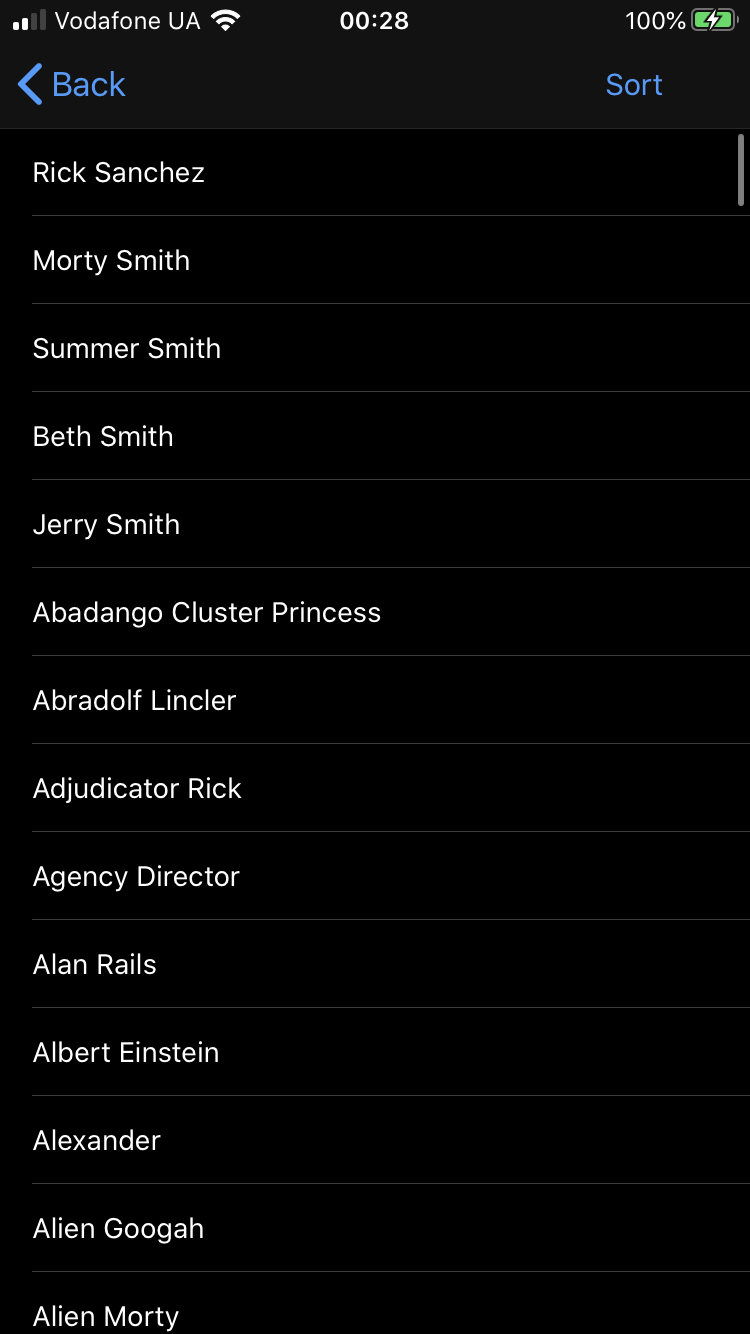 Vodafone UA 00:28 100%
Back Sort
Rick Sanchez
Morty Smith
Summer Smith
Beth Smith
Jerry Smith
Abadango Cluster Princess
Abradolf Lincler
Adjudicator Rick
Agency Director
Alan Rails
Albert Einstein
Alexander
Alien Googah
Alien Morty